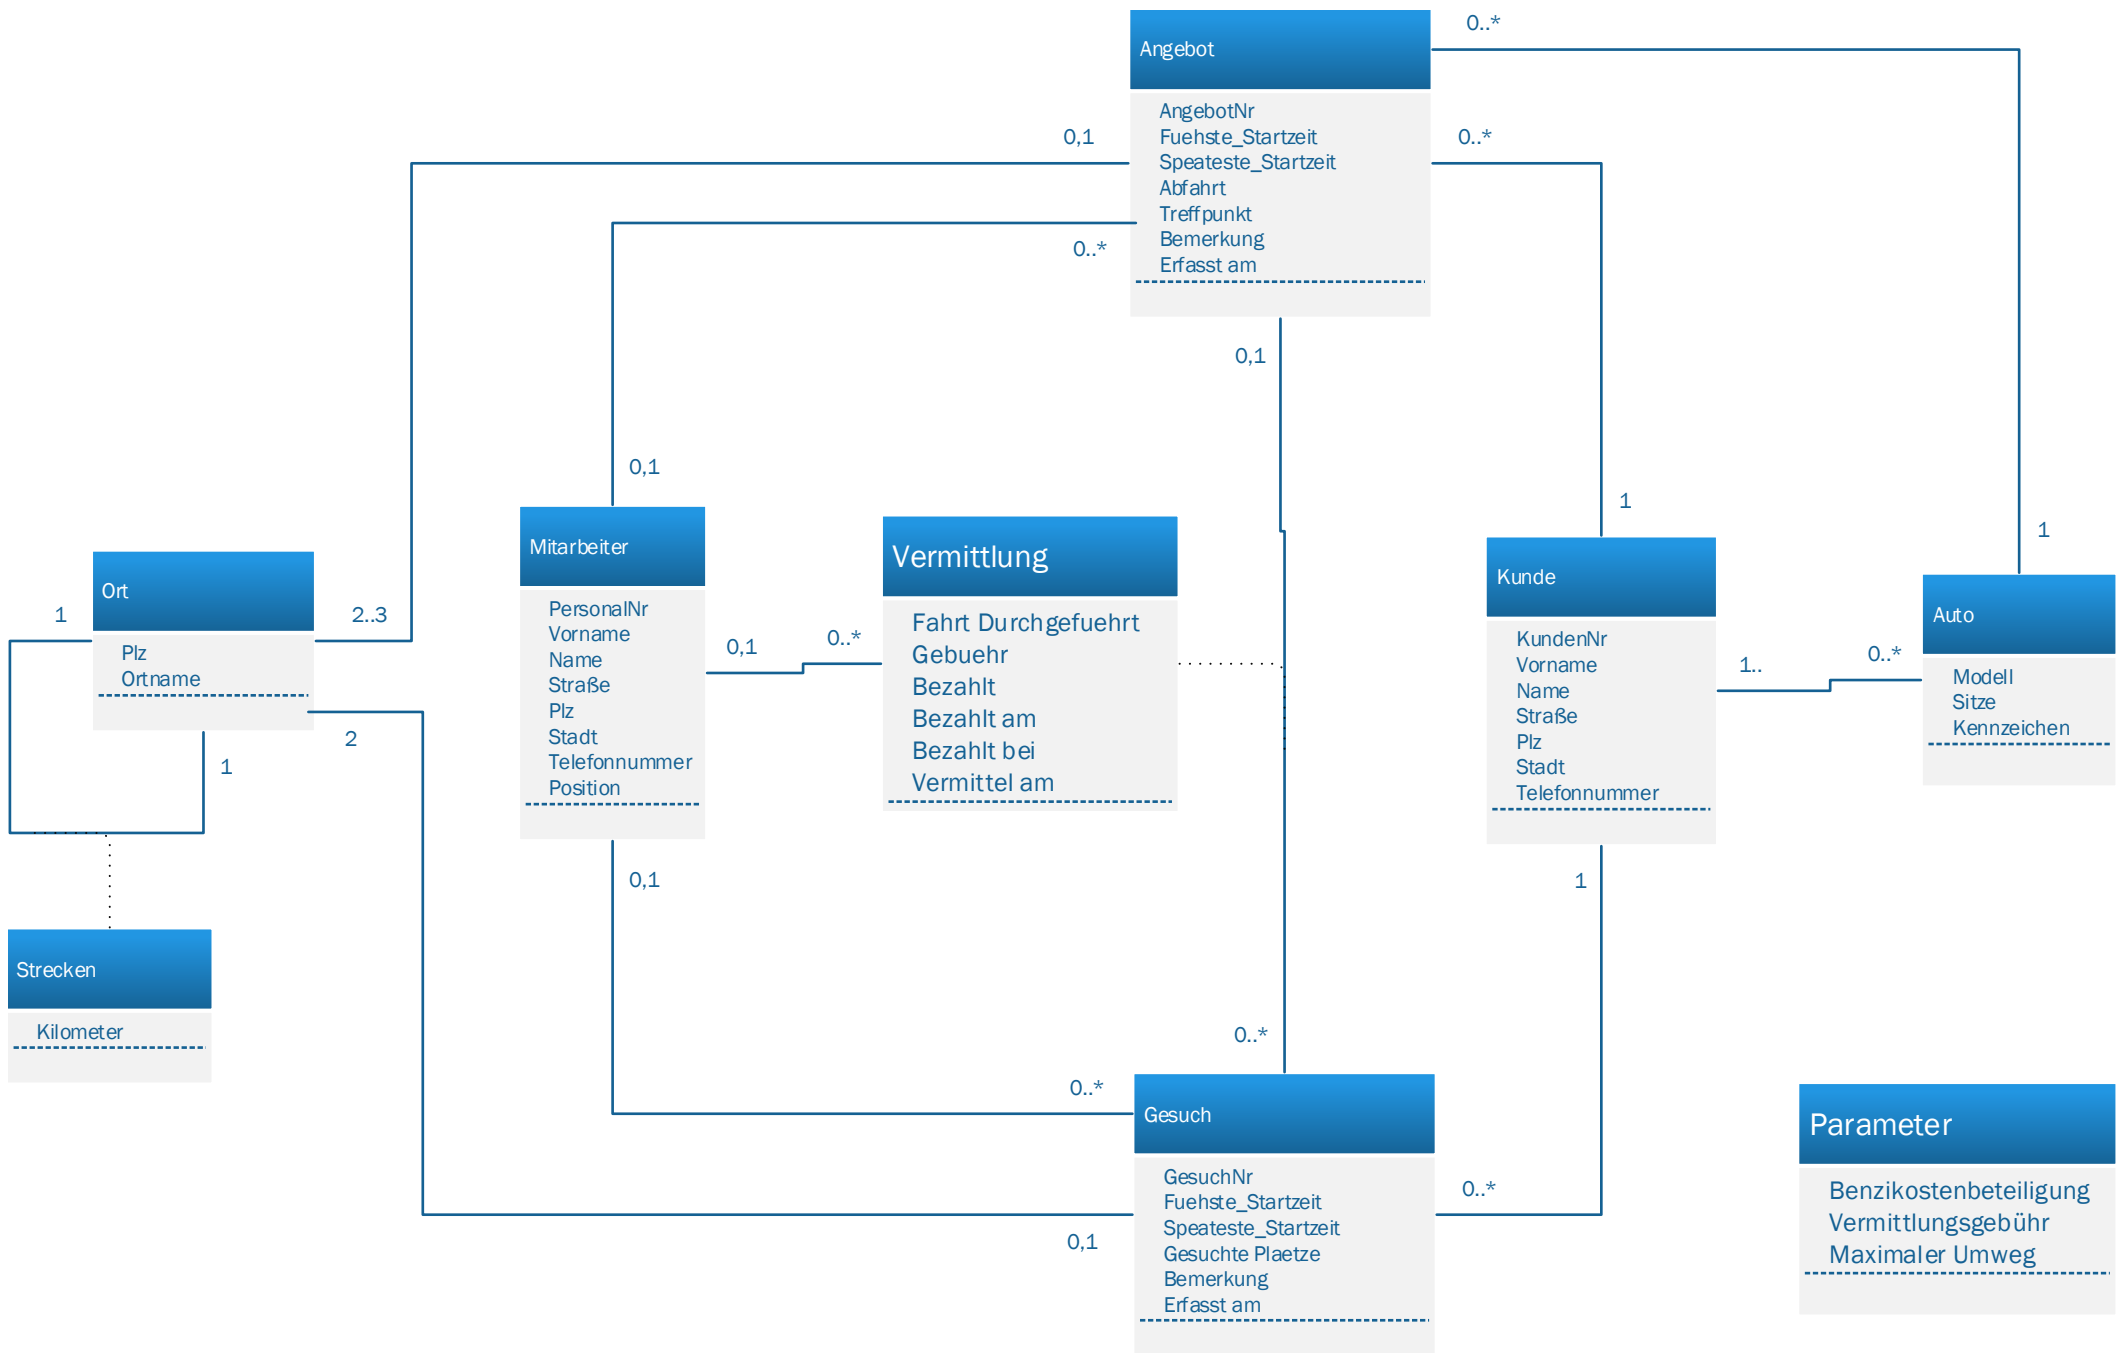 0..*
Angebot
AngebotNr
Fuehste_Startzeit
Speateste_Startzeit
Abfahrt
Treffpunkt
Bemerkung
Erfasst am
0,1
0..*
0..*
0,1
0,1
1
1
Mitarbeiter
PersonalNr
Vorname
Name
Straße
Plz
Stadt
Telefonnummer
Position
Vermittlung
Fahrt Durchgefuehrt
Gebuehr
Bezahlt
Bezahlt am
Bezahlt bei
Vermittel am
Kunde
KundenNr
Vorname
Name
Straße
Plz
Stadt
Telefonnummer
Auto
Modell
Sitze
Kennzeichen
Ort
Plz
Ortname
1
2..3
0,1
0..*
1..
0..*
2
1
0,1
1
Strecken
Kilometer
0..*
0..*
Gesuch
GesuchNr
Fuehste_Startzeit
Speateste_Startzeit
Gesuchte Plaetze
Bemerkung
Erfasst am
0..*
0,1
Parameter
Benzikostenbeteiligung
Vermittlungsgebühr
Maximaler Umweg